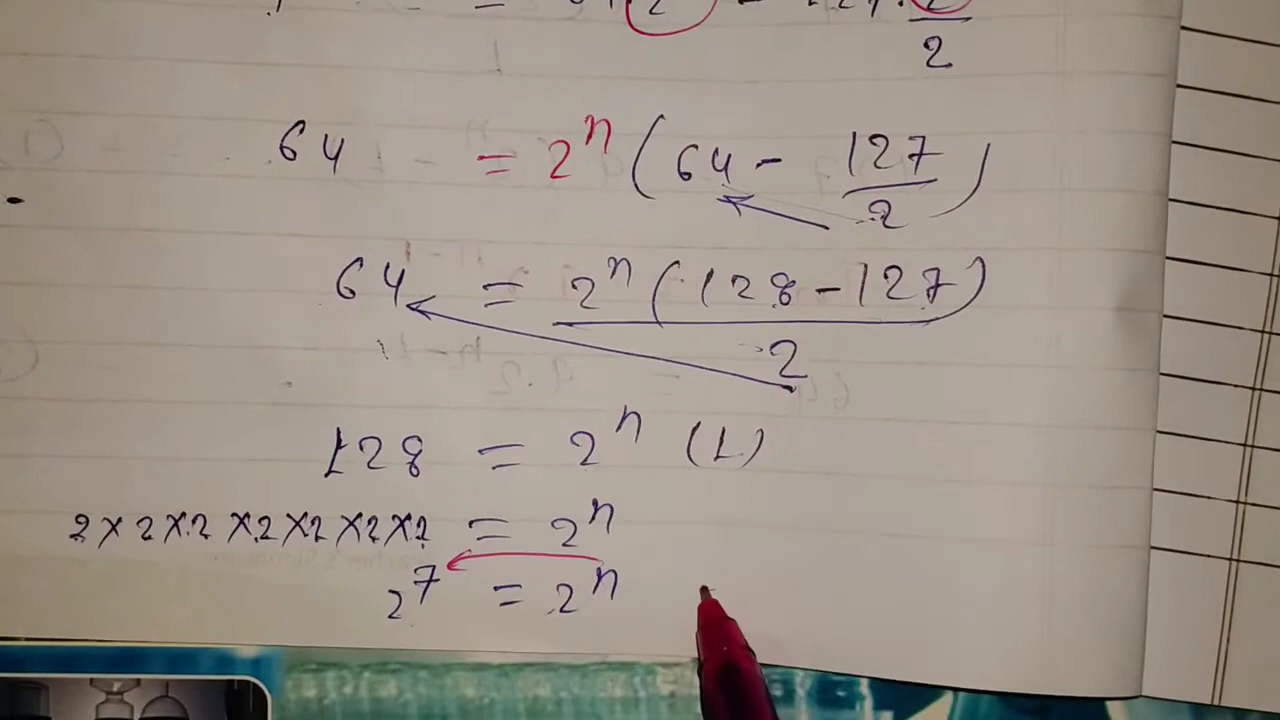 2
64 = 2ⁿ (64 - 127/2)
64 = 2ⁿ (128 - 127)/2
128 = 2ⁿ (1)
2×2×2×2×2×2×2 = 2ⁿ
2⁷ = 2ⁿ